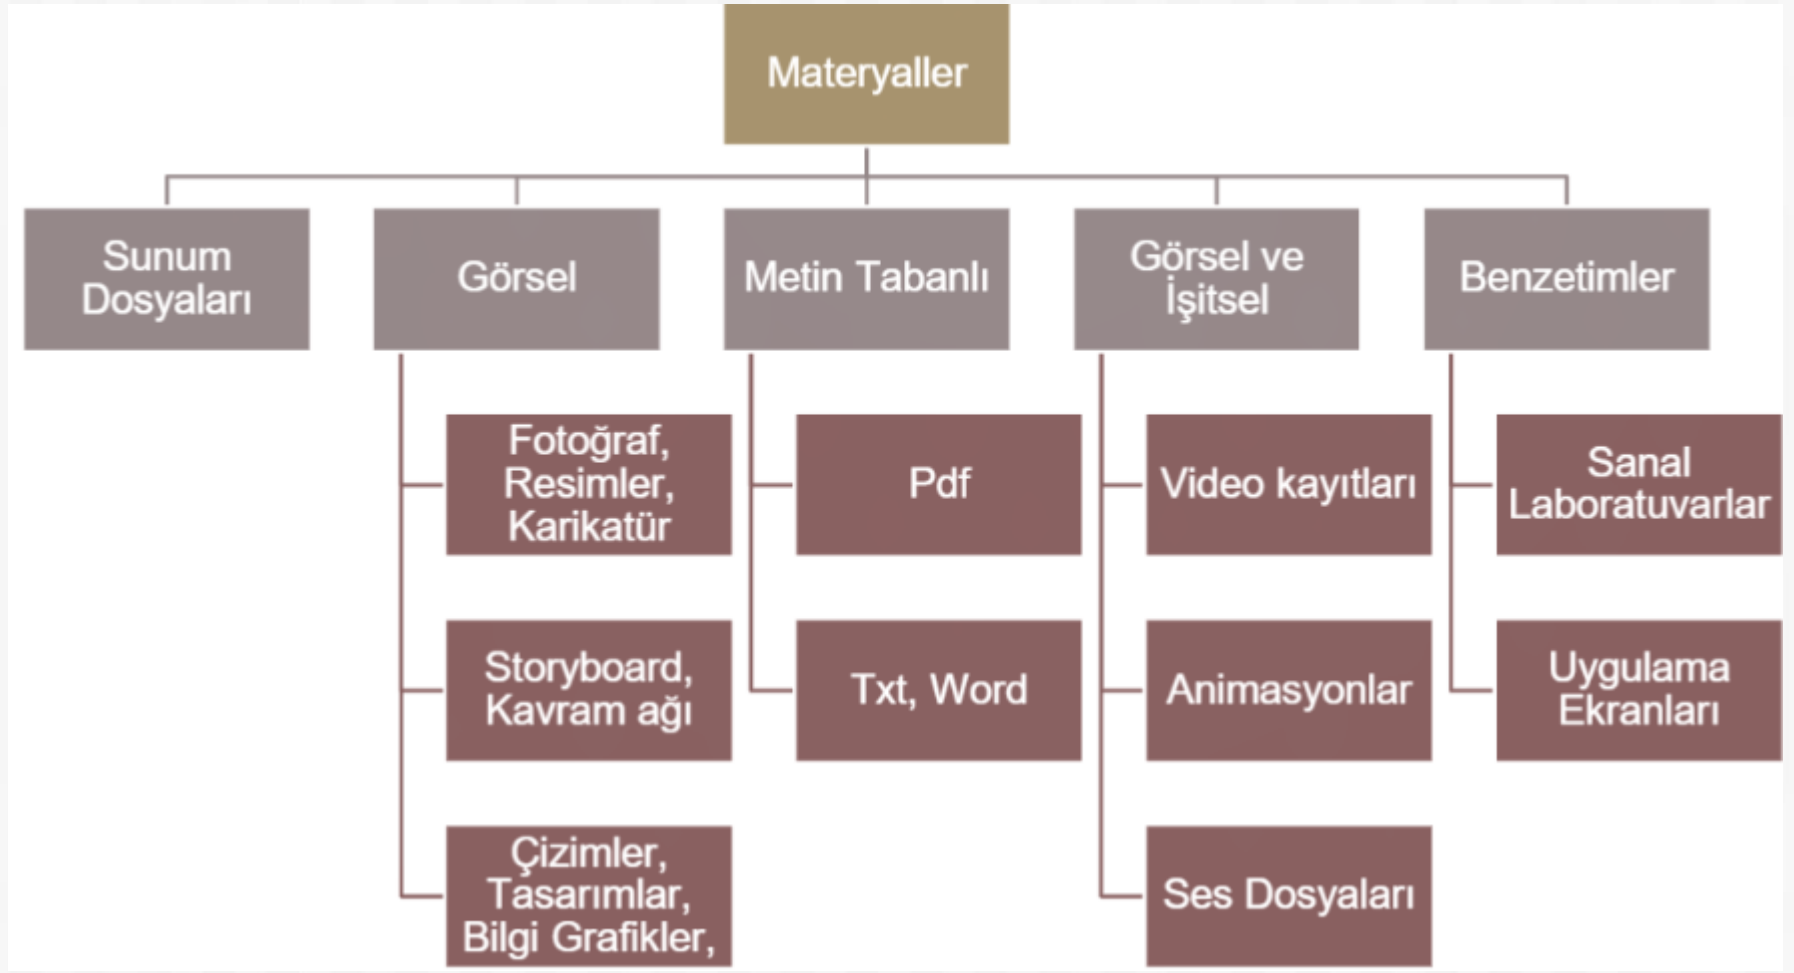 Materyaller
Sunum
Dosyaları
Görsel
Metin Tabanlı
Görsel ve
İşitsel
Benzetimler
Fotoğraf,
Resimler,
Karikatür
Storyboard,
Kavram ağı
Çizimler,
Tasarımlar,
Bilgi Grafikler,
Pdf
Txt, Word
Video kayıtları
Animasyonlar
Ses Dosyaları
Sanal
Laboratuvarlar
Uygulama
Ekranları